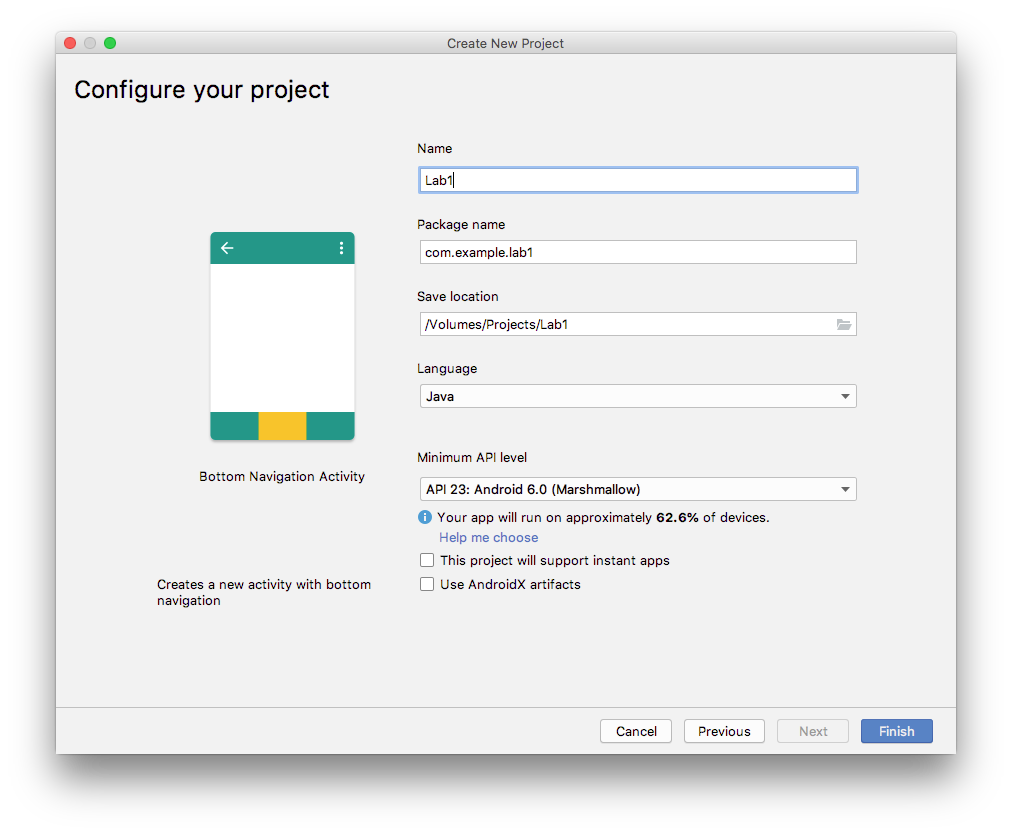 Create New Project
Configure your project
Name
Lab1
Package name
com.example.lab1
Save location
/Volumes/Projects/Lab1
Language
Java
Bottom Navigation Activity
Minimum API level
API 23: Android 6.0 (Marshmallow)
Your app will run on approximately 62.6% of devices.
Help me choose
This project will support instant apps
Use AndroidX artifacts
Creates a new activity with bottom
navigation
Cancel
Previous
Next
Finish